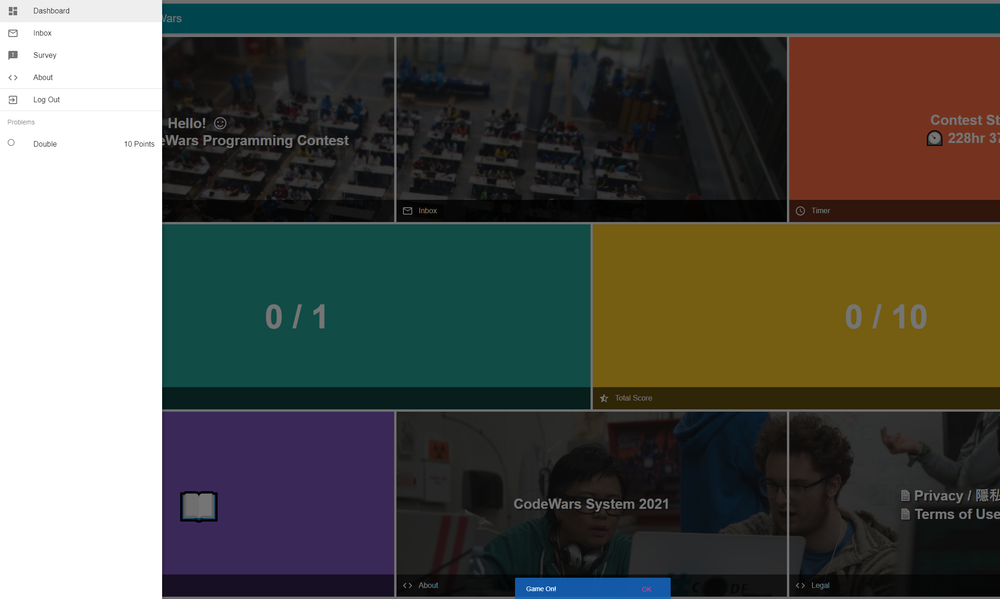 Dashboard
Inbox
Survey
About
Log Out
Problems
Double 10 Points
Wars
Hello!
eWars Programming Contest
Inbox
Contest St
228hr 37
Timer
0 / 1
0 / 10
Total Score
CodeWars System 2021
About
Privacy / 隱私
Terms of Use
Legal
#CODE
Game On!
OK